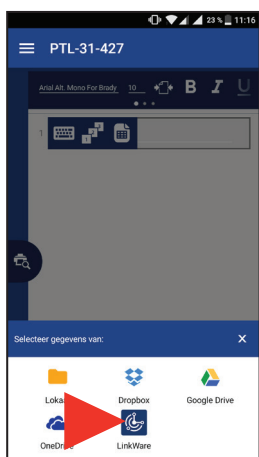 23 % 11:16
PTL-31-427
Arial Alt. Mono For Brady 10 B I U
1
Selecteer gegevens van: X
Dropbox Google Drive
LinkWare